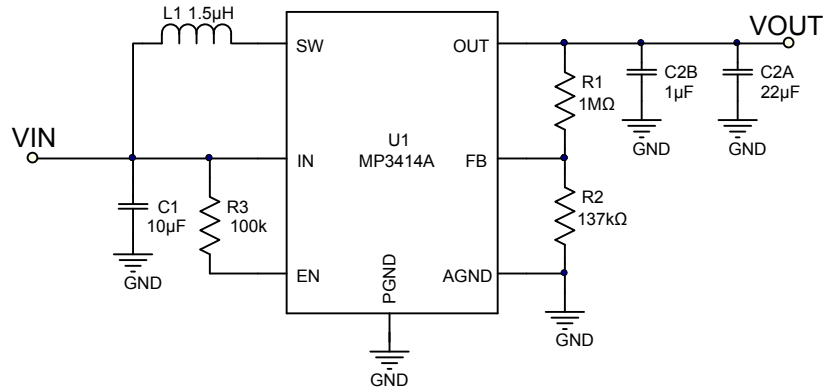 L1 1.5µH
SW
OUT
VOUT
R1
1MΩ
C2B
1µF
C2A
22µF
GND
GND
VIN
U1
MP3414A
IN
FB
C1
10µF
R3
100k
R2
137kΩ
GND
EN
PGND
AGND
GND
GND